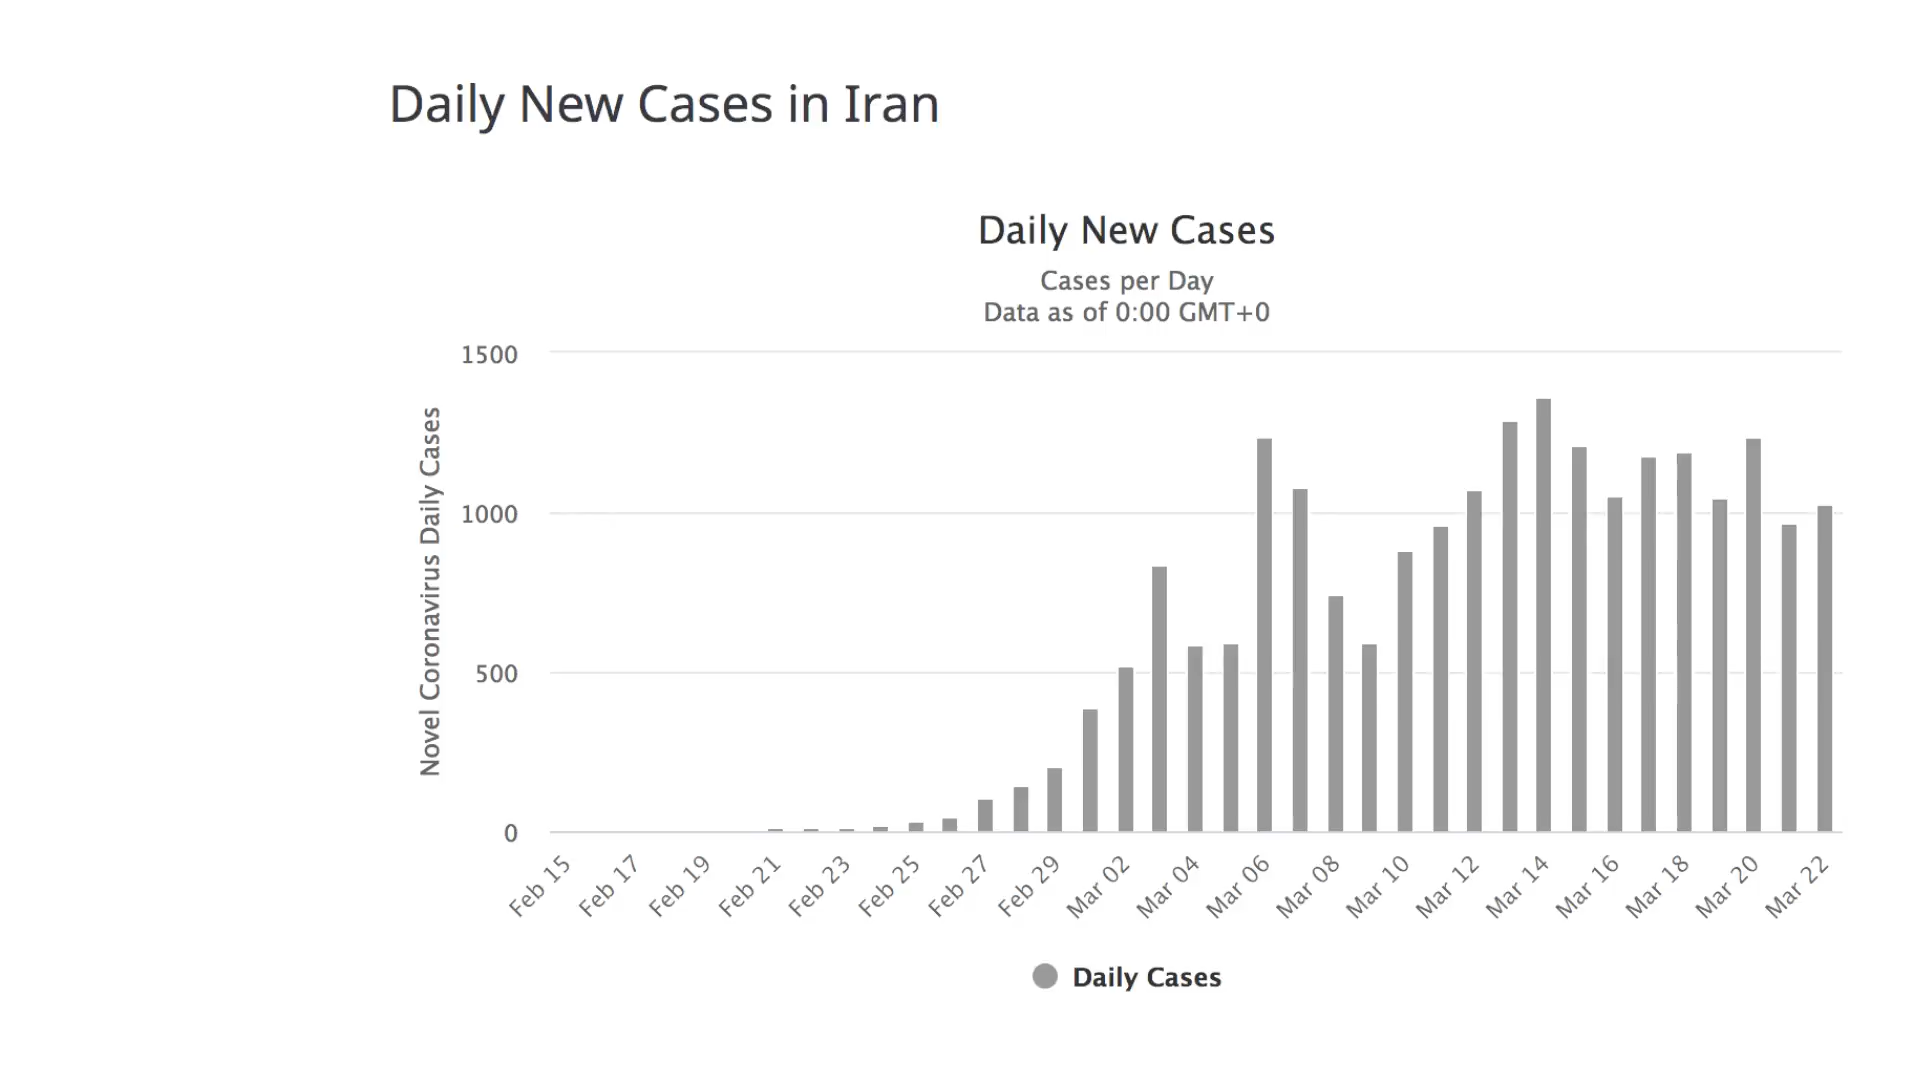 Daily New Cases in Iran
Daily New Cases
Cases per Day
Data as of 0:00 GMT+0
Novel Coronavirus Daily Cases
1500
1000
500
0
Feb 15
Feb 17
Feb 19
Feb 21
Feb 23
Feb 25
Feb 27
Feb 29
Mar 02
Mar 04
Mar 06
Mar 08
Mar 10
Mar 12
Mar 14
Mar 16
Mar 18
Mar 20
Mar 22
Daily Cases